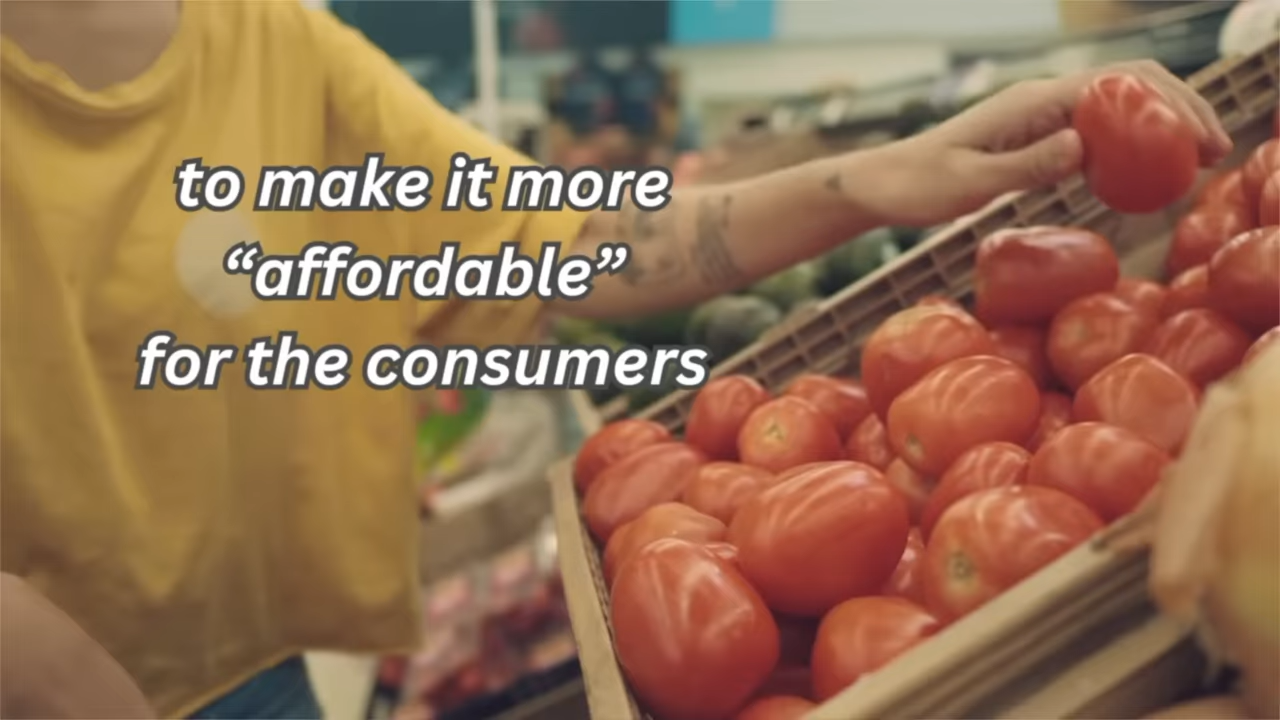 to make it more
“affordable”
for the consumers